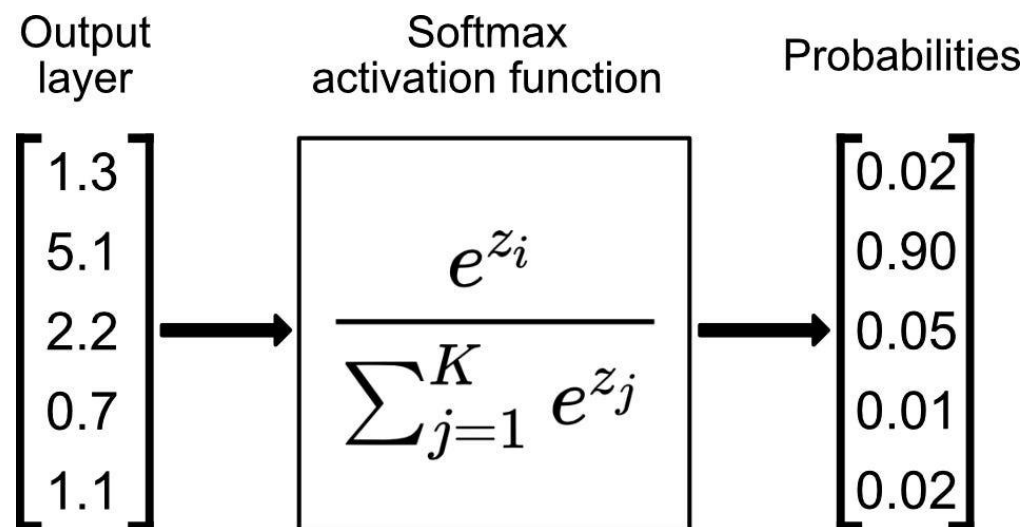 Output
layer
Softmax
activation function
Probabilities
1.3
5.1
2.2
0.7
1.1
e^{z_i}
\sum_{j=1}^{K} e^{z_j}
0.02
0.90
0.05
0.01
0.02